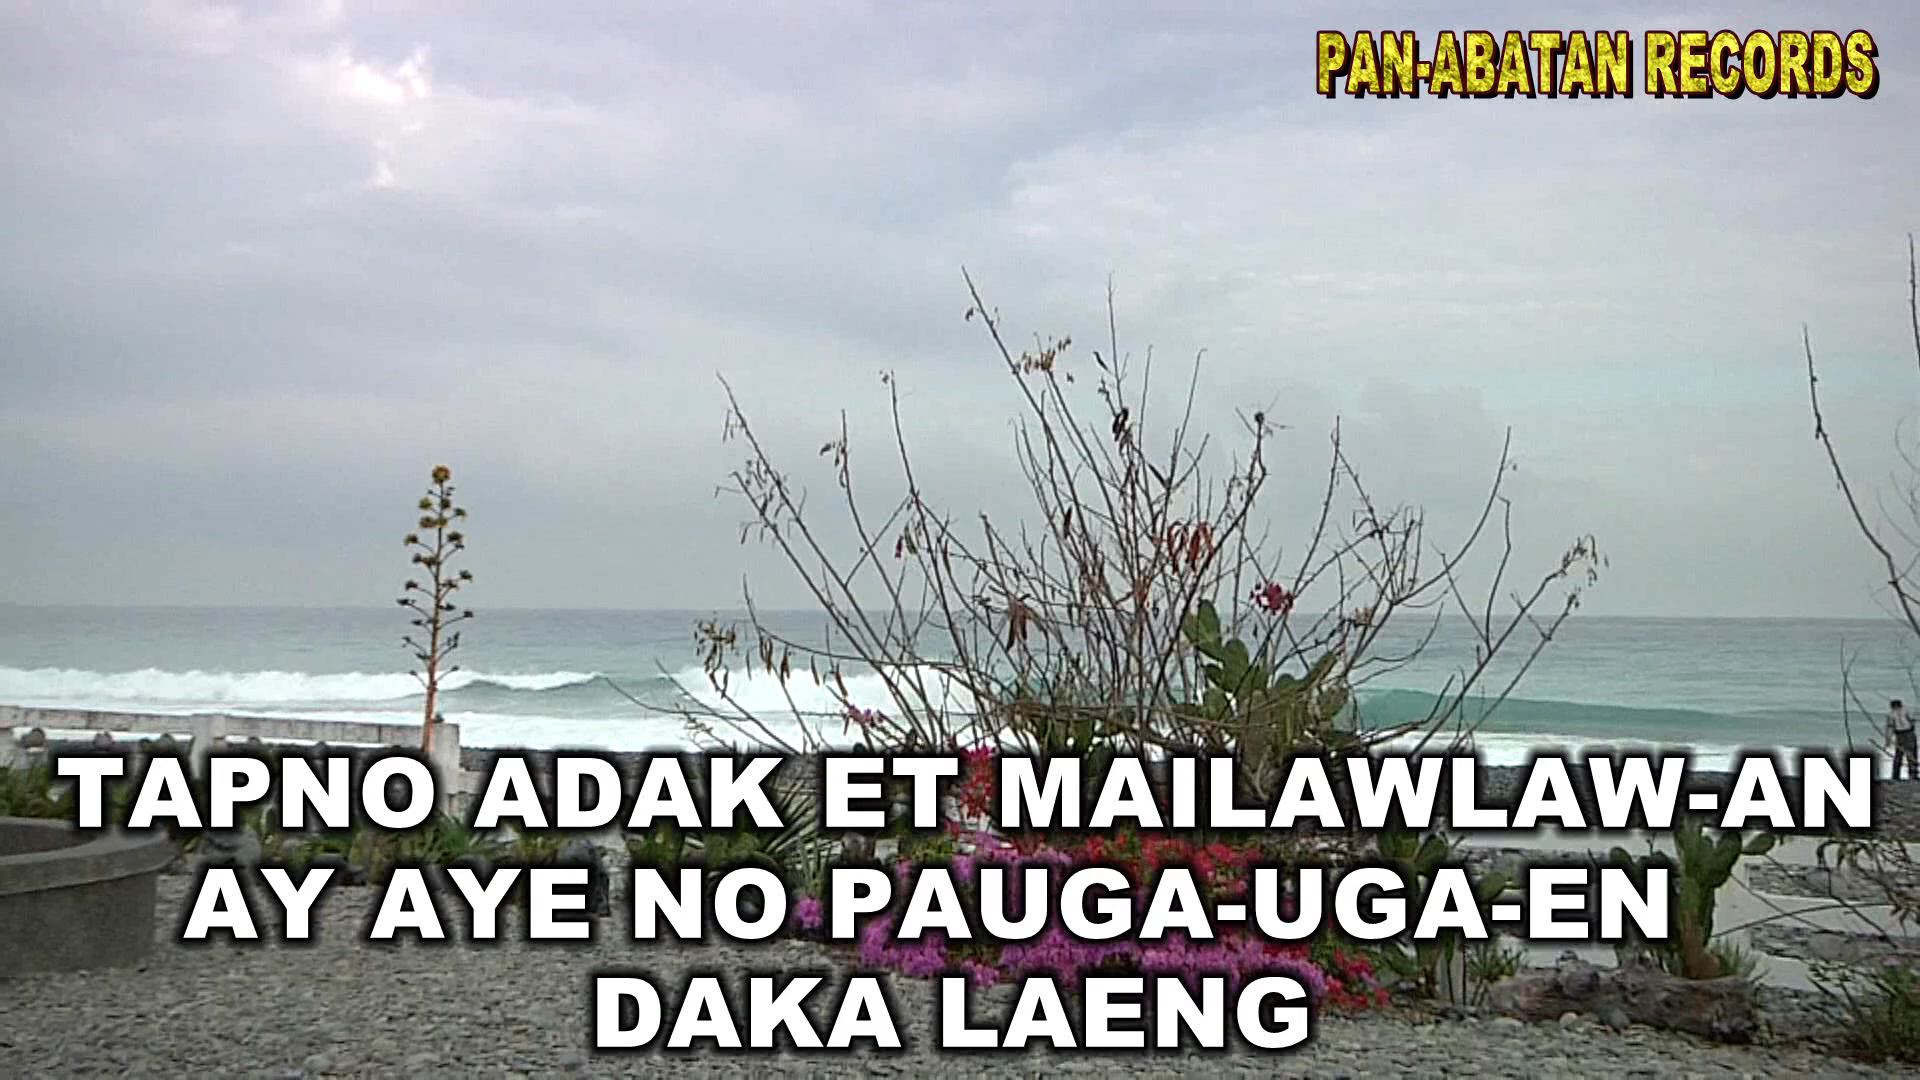 PAN-ABATAN RECORDS
TAPNO ADAK ET MAILAWLAW-AN
AY AYE NO PAUGA-UGA-EN
DAKA LAENG